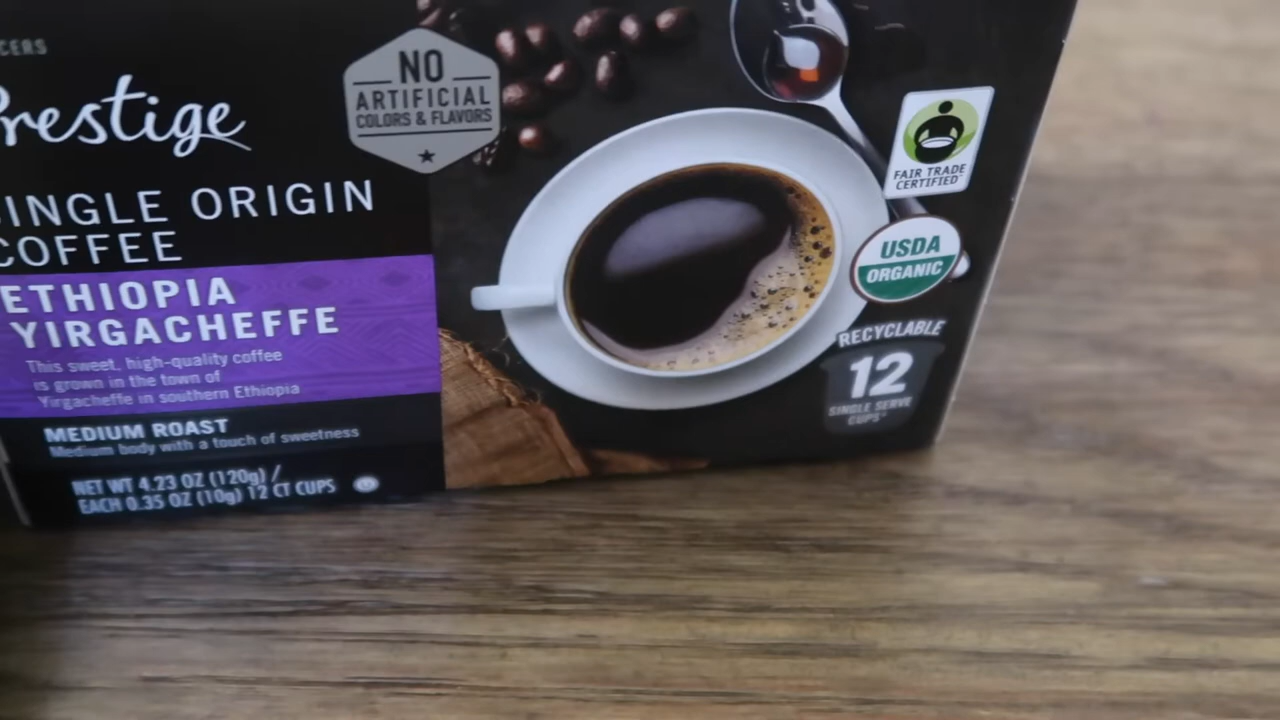 Prestige
NO
ARTIFICIAL
COLORS & FLAVORS
SINGLE ORIGIN
COFFEE
ETHIOPIA
YIRGACHEFFE
This sweet, high-quality coffee
is grown in the town of
Yirgacheffe in southern Ethiopia
MEDIUM ROAST
Medium body with a touch of sweetness
NET WT 4.23 OZ (120g) /
EACH 0.35 OZ (10g) 12 CT CUPS
FAIR TRADE
CERTIFIED
USDA
ORGANIC
RECYCLABLE
12
SINGLE SERVE
CUPS*